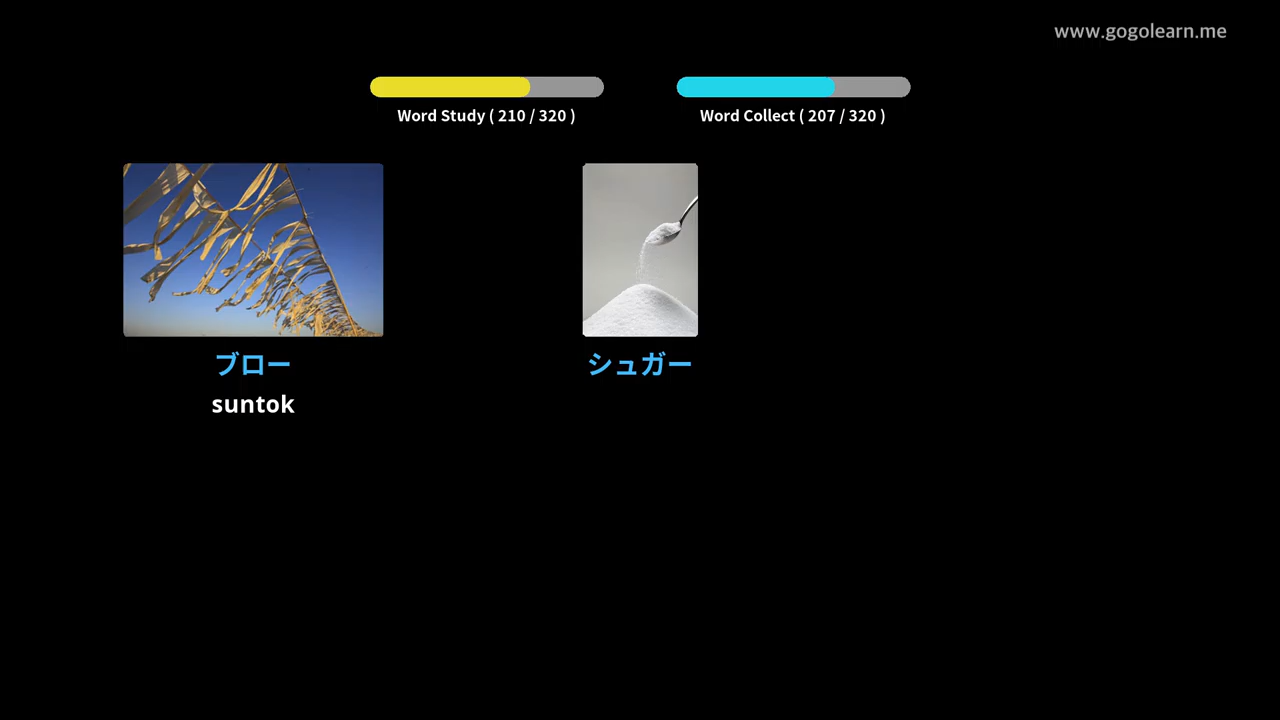 www.gogolearn.me
Word Study ( 210 / 320 )
Word Collect ( 207 / 320 )
ブロー
suntok
シュガー